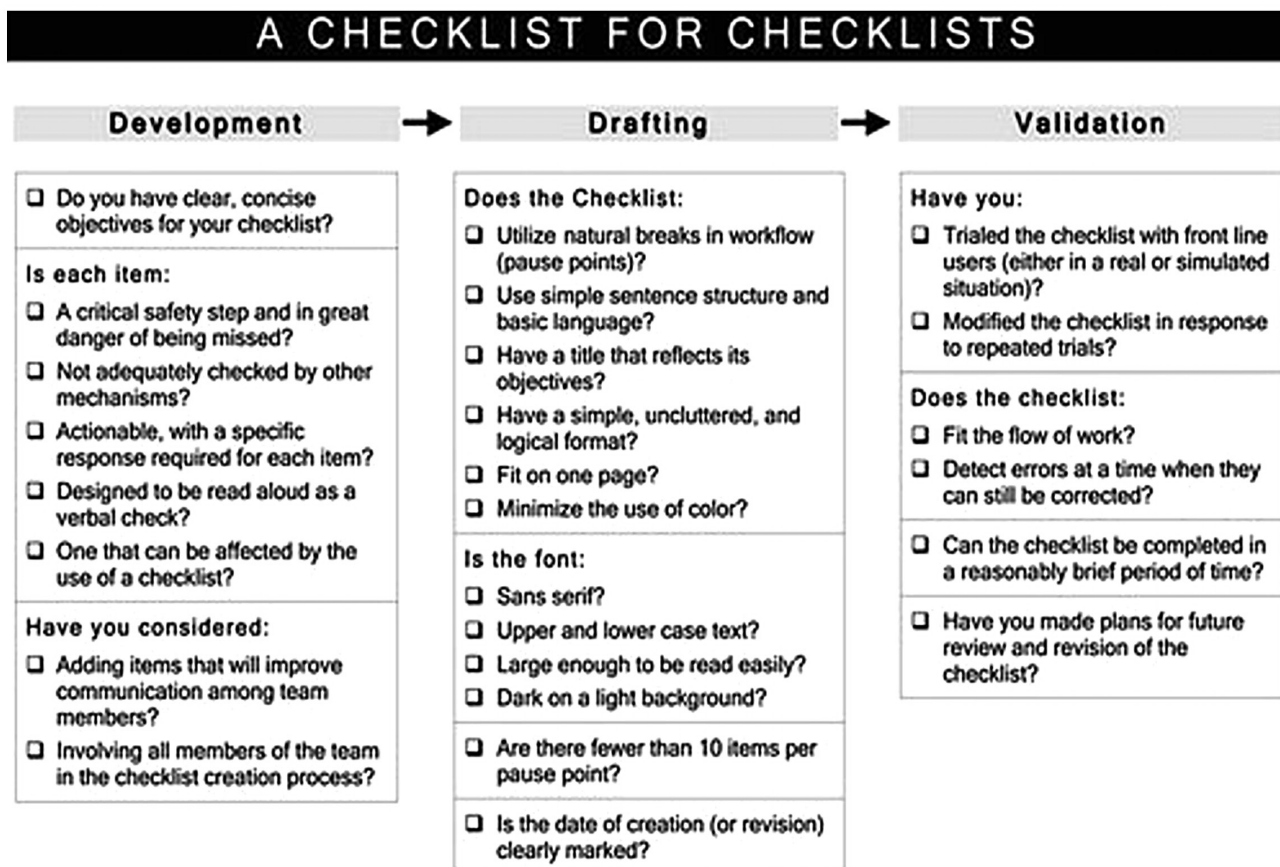 A CHECKLIST FOR CHECKLISTS
Development
❑ Do you have clear, concise
objectives for your checklist?
Is each item:
❑ A critical safety step and in great
danger of being missed?
❑ Not adequately checked by other
mechanisms?
❑ Actionable, with a specific
response required for each item?
❑ Designed to be read aloud as a
verbal check?
❑ One that can be affected by the
use of a checklist?
Have you considered:
❑ Adding items that will improve
communication among team
members?
❑ Involving all members of the team
in the checklist creation process?
Drafting
Does the Checklist:
❑ Utilize natural breaks in workflow
(pause points)?
❑ Use simple sentence structure and
basic language?
❑ Have a title that reflects its
objectives?
❑ Have a simple, uncluttered, and
logical format?
❑ Fit on one page?
❑ Minimize the use of color?
Is the font:
❑ Sans serif?
❑ Upper and lower case text?
❑ Large enough to be read easily?
❑ Dark on a light background?
❑ Are there fewer than 10 items per
pause point?
❑ Is the date of creation (or revision)
clearly marked?
Validation
Have you:
❑ Trialed the checklist with front line
users (either in a real or simulated
situation)?
❑ Modified the checklist in response
to repeated trials?
Does the checklist:
❑ Fit the flow of work?
❑ Detect errors at a time when they
can still be corrected?
❑ Can the checklist be completed in
a reasonably brief period of time?
❑ Have you made plans for future
review and revision of the
checklist?